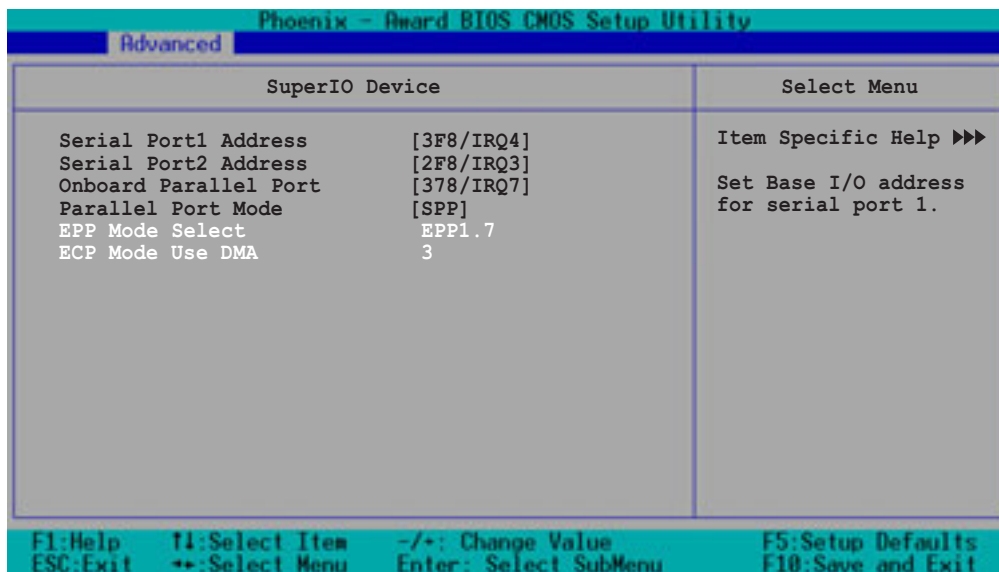 Phoenix - Award BIOS CMOS Setup Utility
Advanced
SuperIO Device
Select Menu
Serial Port1 Address [3F8/IRQ4]
Serial Port2 Address [2F8/IRQ3]
Onboard Parallel Port [378/IRQ7]
Parallel Port Mode [SPP]
EPP Mode Select EPP1.7
ECP Mode Use DMA 3
Item Specific Help ▶▶▶
Set Base I/O address
for serial port 1.
F1:Help ↑↓:Select Item -/+: Change Value F5:Setup Defaults
ESC:Exit ←→:Select Menu Enter: Select SubMenu F10:Save and Exit